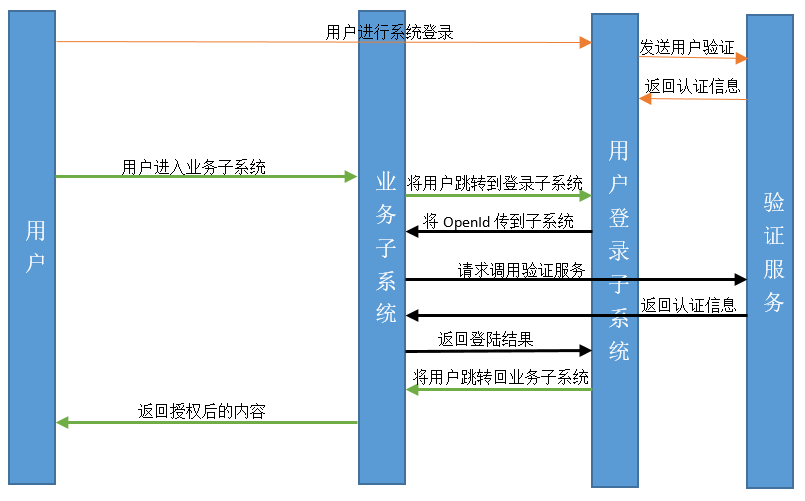 用户进行系统登录
发送用户验证
返回认证信息
用户进入业务子系统
将用户跳转到登录子系统
将 OpenId 传到子系统
请求调用验证服务
返回认证信息
返回登陆结果
将用户跳转回业务子系统
返回授权后的内容
用户
业务子系统
用户登录子系统
验证服务